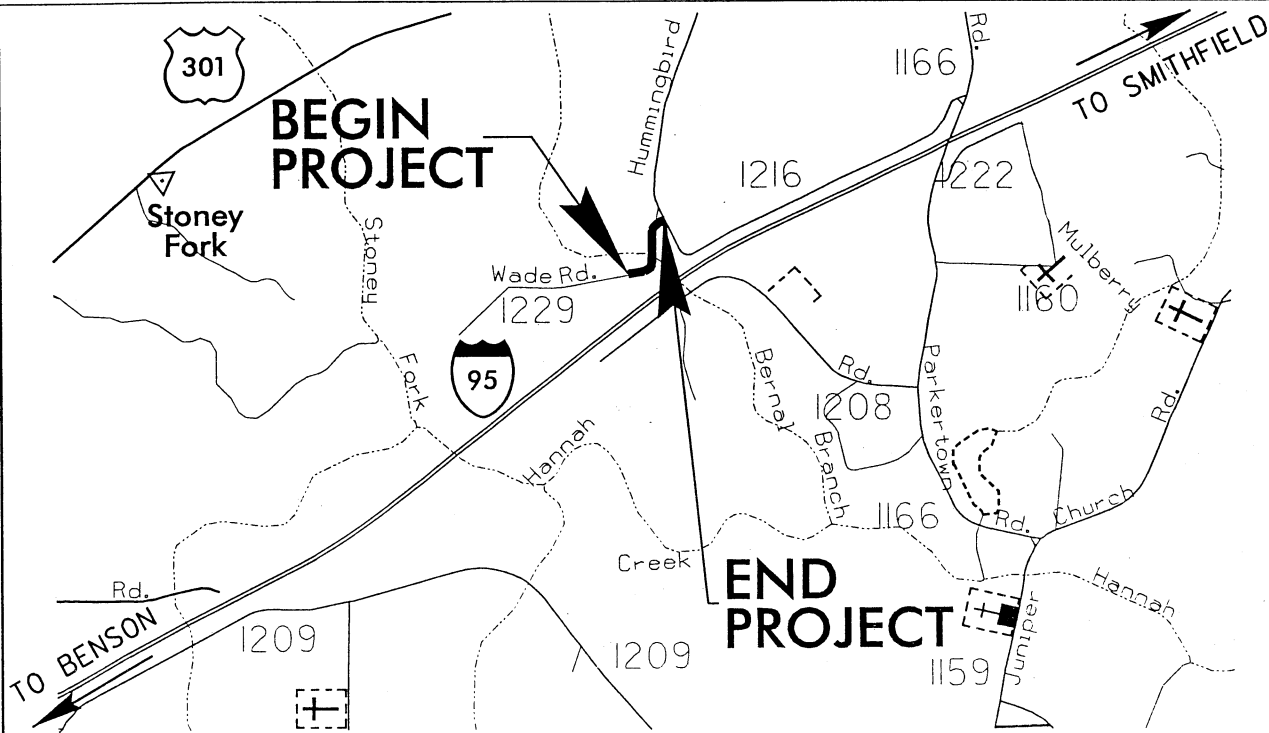 301
BEGIN
PROJECT
Hummingbird
Rd.
1166
TO SMITHFIELD
1216
1222
Stoney
Fork
Stoney
Fork
Wade Rd.
1229
95
Mulberry
1160
Rd.
1208
Parkertown
Rd.
Bernal
Branch
Hannah
Creek
1166
Rd.
Church
Rd.
Hannah
END
PROJECT
Juniper
1159
TO BENSON
1209
1209